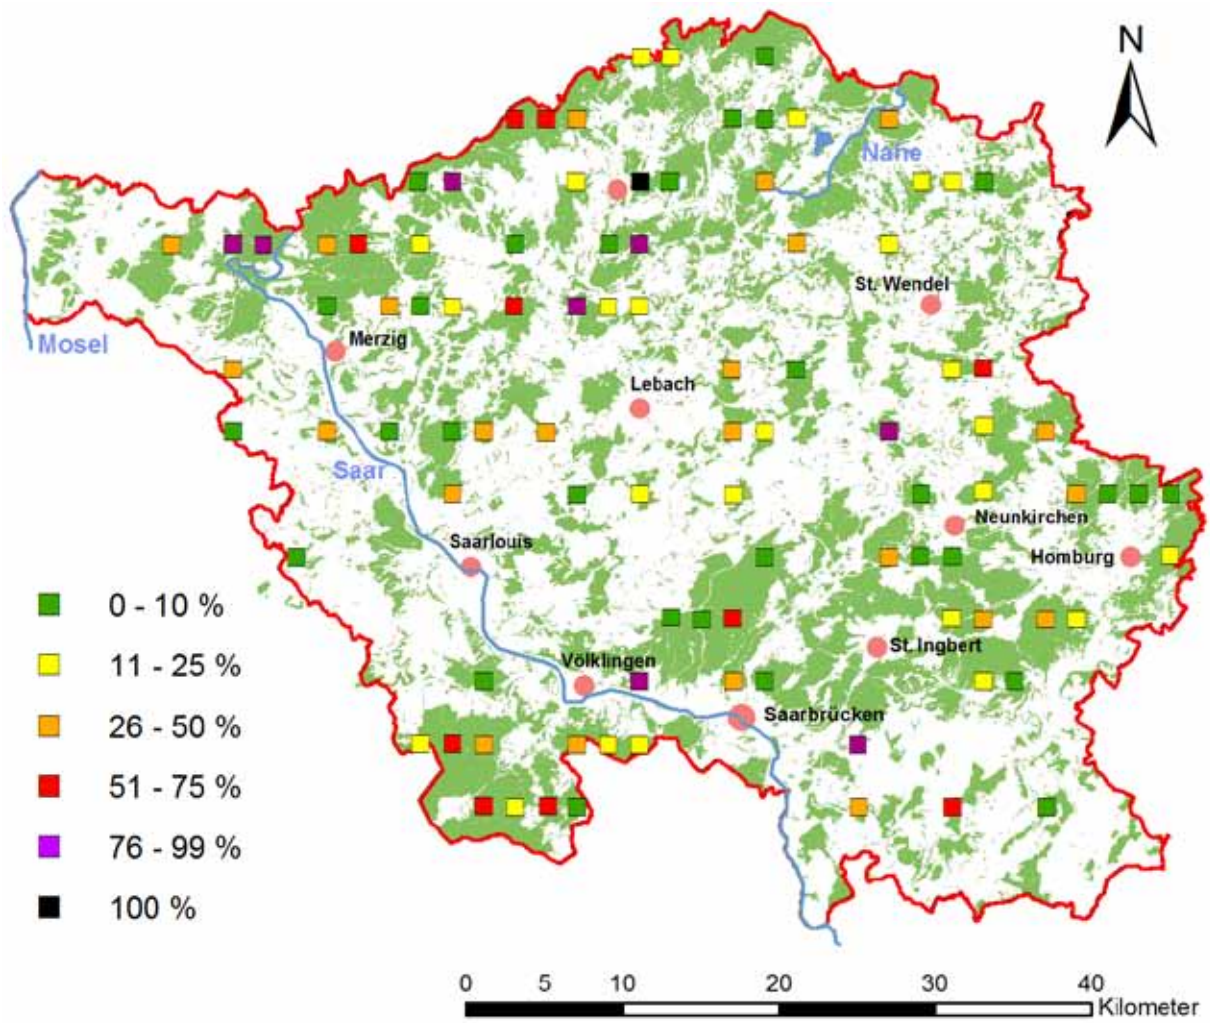 N
Nahe
St. Wendel
Mosel
Merzig
Lebach
Saar
Neunkirchen
Saarlouis
Homburg
0 - 10 %
11 - 25 %
26 - 50 %
51 - 75 %
76 - 99 %
100 %
St. Ingbert
Völklingen
Saarbrücken
0 5 10 20 30 40
Kilometer